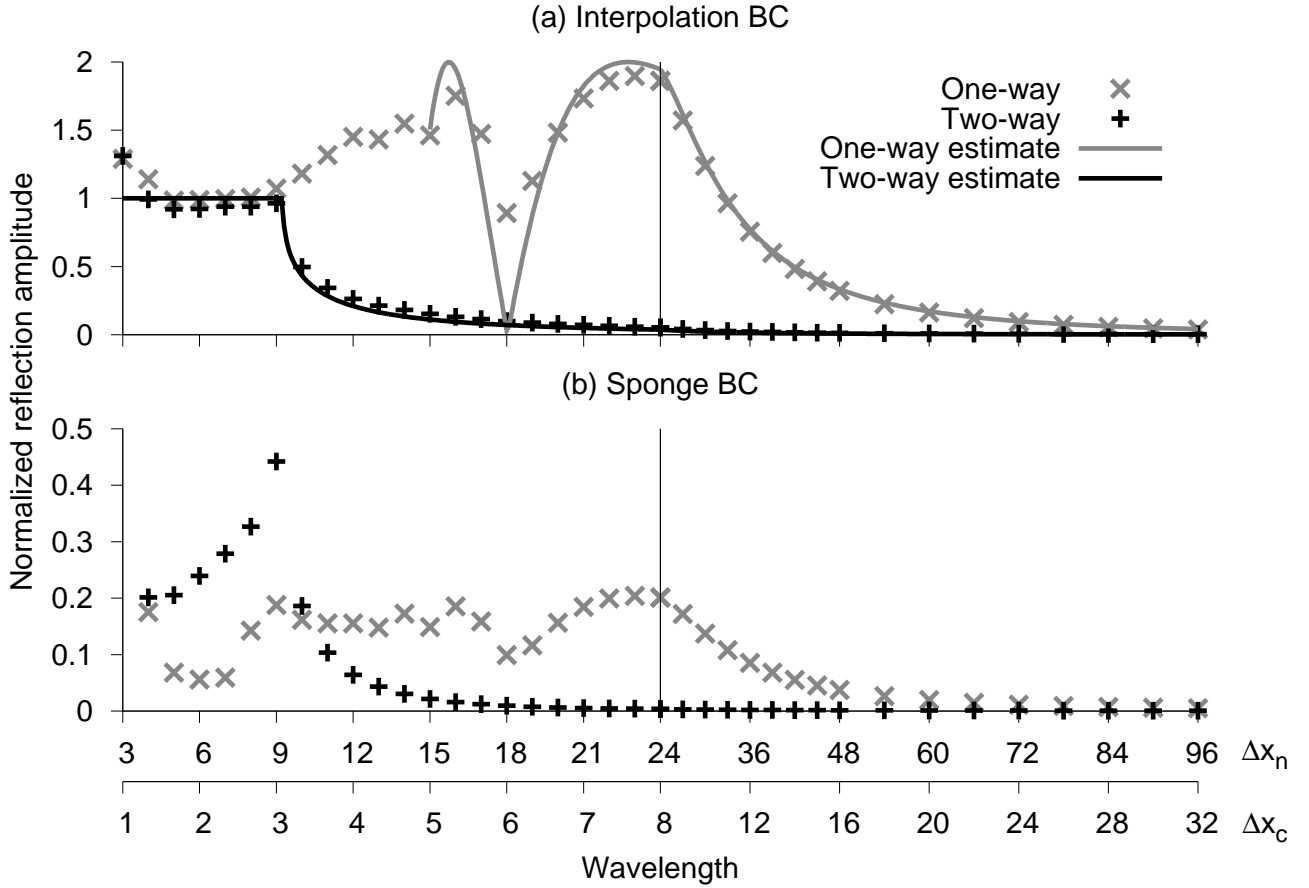 (a) Interpolation BC
2
1.5
1
0.5
0
One-way
Two-way
One-way estimate
Two-way estimate
Normalized reflection amplitude
(b) Sponge BC
0.5
0.4
0.3
0.2
0.1
0
3 6 9 12 15 18 21 24 36 48 60 72 84 96 Δxn
1 2 3 4 5 6 7 8 12 16 20 24 28 32 Δxc
Wavelength